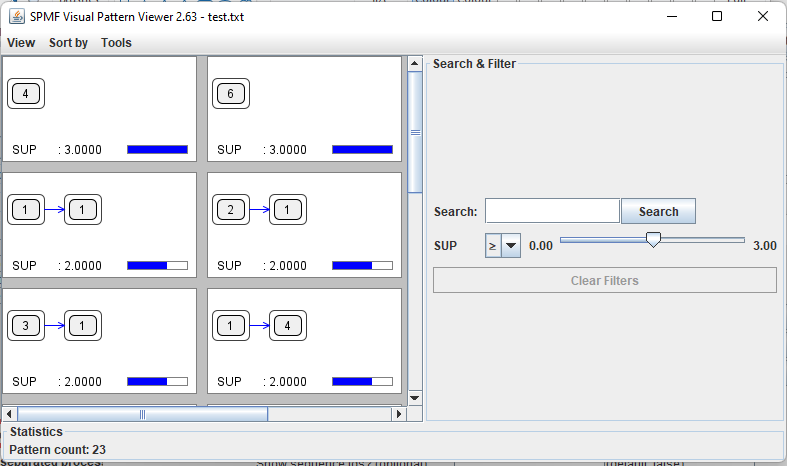 SPMF Visual Pattern Viewer 2.63 - test.txt
View Sort by Tools
4
SUP : 3.0000
6
SUP : 3.0000
1 1
SUP : 2.0000
2 1
SUP : 2.0000
3 1
SUP : 2.0000
1 4
SUP : 2.0000
Search & Filter
Search: Search
SUP ≥ 0.00 3.00
Clear Filters
Statistics
Pattern count: 23